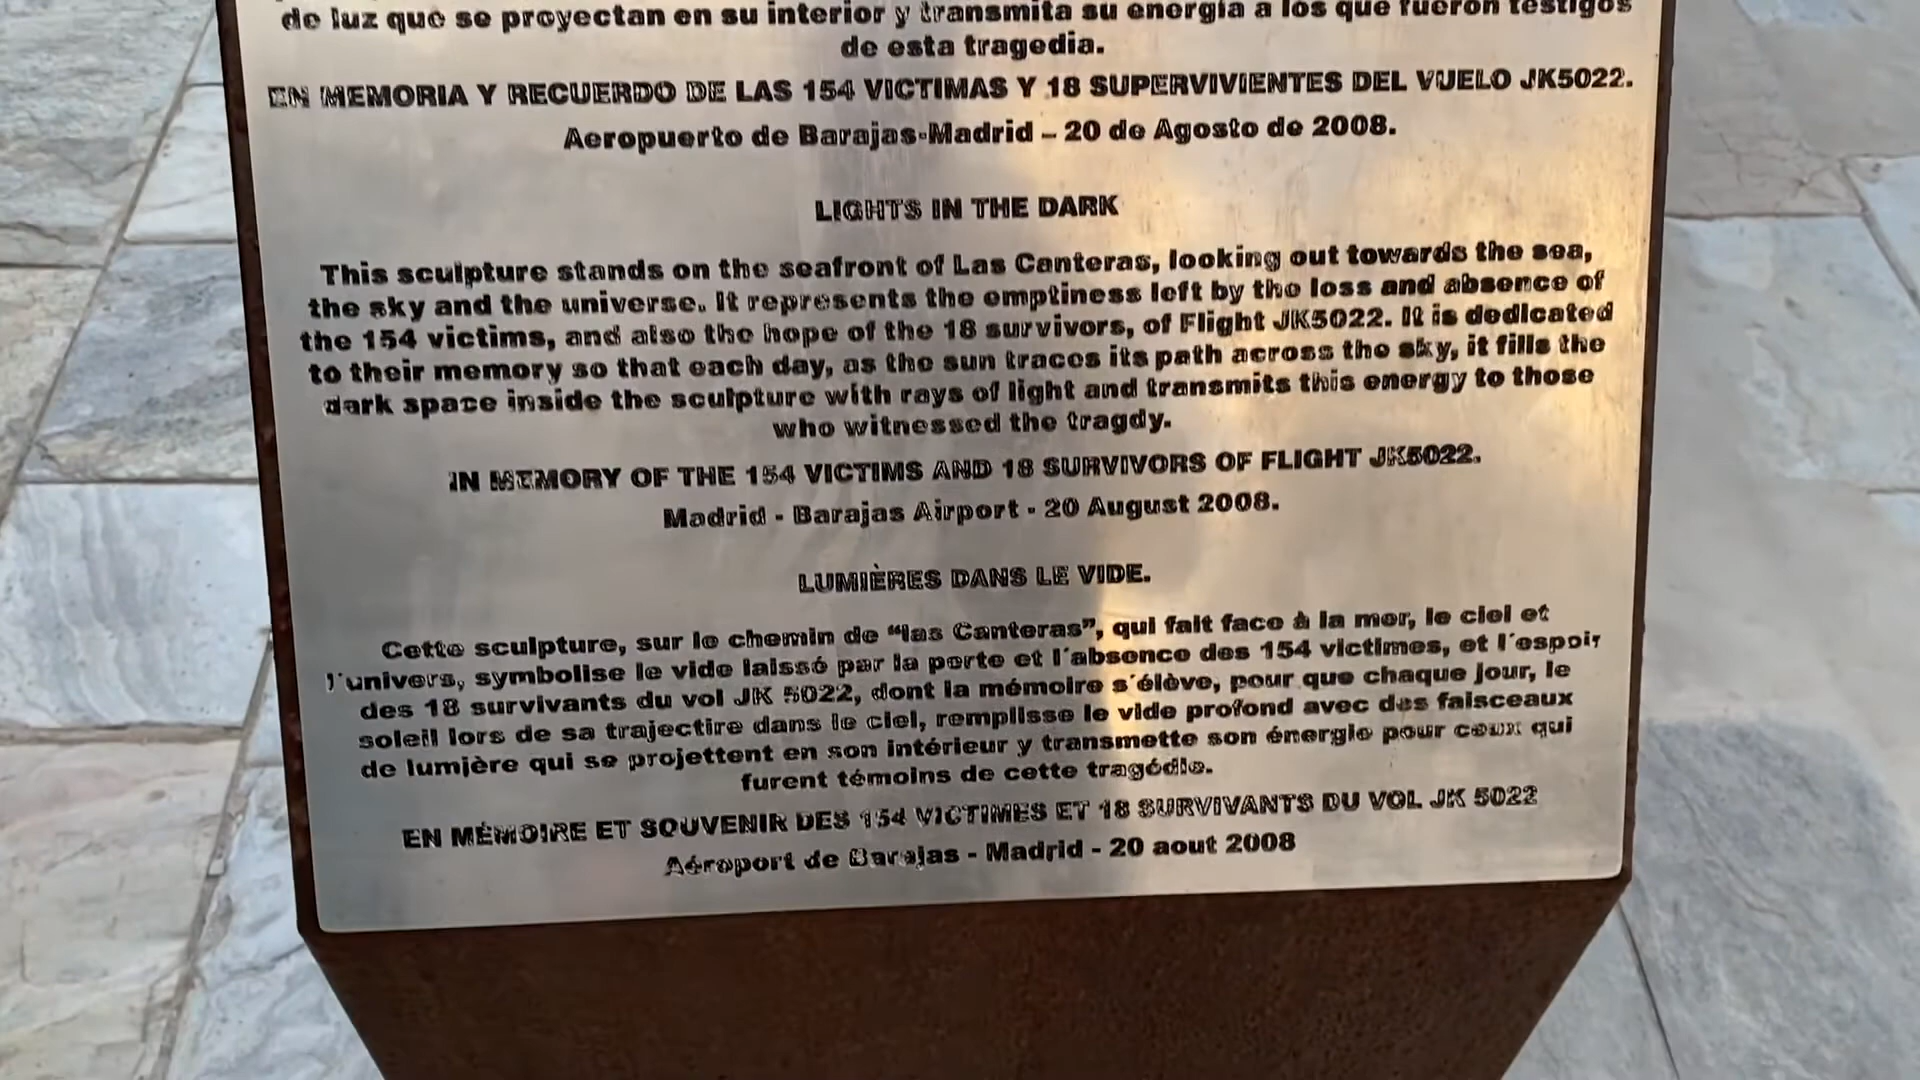 de luz que se proyectan en su interior y transmita su energía a los que fueron testigos
de esta tragedia.
EN MEMORIA Y RECUERDO DE LAS 154 VICTIMAS Y 18 SUPERVIVIENTES DEL VUELO JK5022.
Aeropuerto de Barajas-Madrid – 20 de Agosto de 2008.
LIGHTS IN THE DARK
This sculpture stands on the seafront of Las Canteras, looking out towards the sea,
the sky and the universe. It represents the emptiness left by the loss and absence of
the 154 victims, and also the hope of the 18 survivors, of Flight JK5022. It is dedicated
to their memory so that each day, as the sun traces its path across the sky, it fills the
dark space inside the sculpture with rays of light and transmits this energy to those
who witnessed the tragdy.
IN MEMORY OF THE 154 VICTIMS AND 18 SURVIVORS OF FLIGHT JK5022.
Madrid - Barajas Airport - 20 August 2008.
LUMIÈRES DANS LE VIDE.
Cette sculpture, sur le chemin de “las Canteras”, qui fait face à la mer, le ciel et
l´univers, symbolise le vide laissé par la perte et l´absence des 154 victimes, et l´espoir
des 18 survivants du vol JK 5022, dont la mémoire s´élève, pour que chaque jour, le
soleil lors de sa trajectire dans le ciel, remplisse le vide profond avec des faisceaux
de lumière qui se projettent en son intérieur y transmette son énergie pour ceux qui
furent témoins de cette tragédie.
EN MÉMOIRE ET SOUVENIR DES 154 VICTIMES ET 18 SURVIVANTS DU VOL JK 5022
Aéroport de Barajas - Madrid - 20 aout 2008